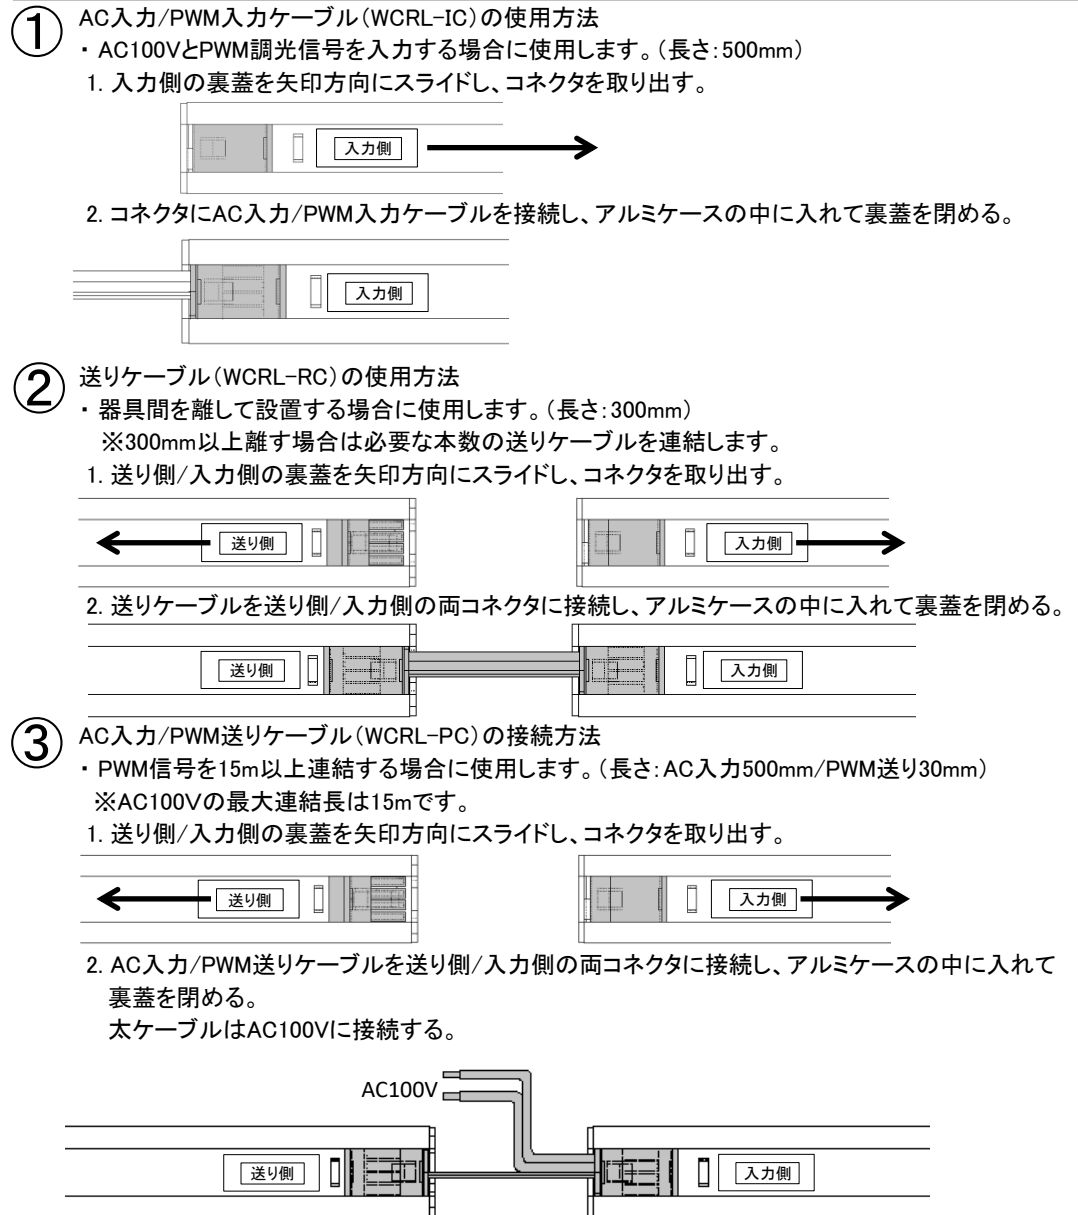 ① AC入力/PWM入力ケーブル(WCRL-IC)の使用方法
・AC100VとPWM調光信号を入力する場合に使用します。(長さ:500mm)
1. 入力側の裏蓋を矢印方向にスライドし、コネクタを取り出す。
入力側
2. コネクタにAC入力/PWM入力ケーブルを接続し、アルミケースの中に入れて裏蓋を閉める。
入力側
② 送りケーブル(WCRL-RC)の使用方法
・器具間を離して設置する場合に使用します。(長さ:300mm)
※300mm以上離す場合は必要な本数の送りケーブルを連結します。
1. 送り側/入力側の裏蓋を矢印方向にスライドし、コネクタを取り出す。
送り側 入力側
2. 送りケーブルを送り側/入力側の両コネクタに接続し、アルミケースの中に入れて裏蓋を閉める。
送り側 入力側
③ AC入力/PWM送りケーブル(WCRL-PC)の接続方法
・PWM信号を15m以上連結する場合に使用します。(長さ:AC入力500mm/PWM送り30mm)
※AC100Vの最大連結長は15mです。
1. 送り側/入力側の裏蓋を矢印方向にスライドし、コネクタを取り出す。
送り側 入力側
2. AC入力/PWM送りケーブルを送り側/入力側の両コネクタに接続し、アルミケースの中に入れて
裏蓋を閉める。
太ケーブルはAC100Vに接続する。
AC100V
送り側 入力側